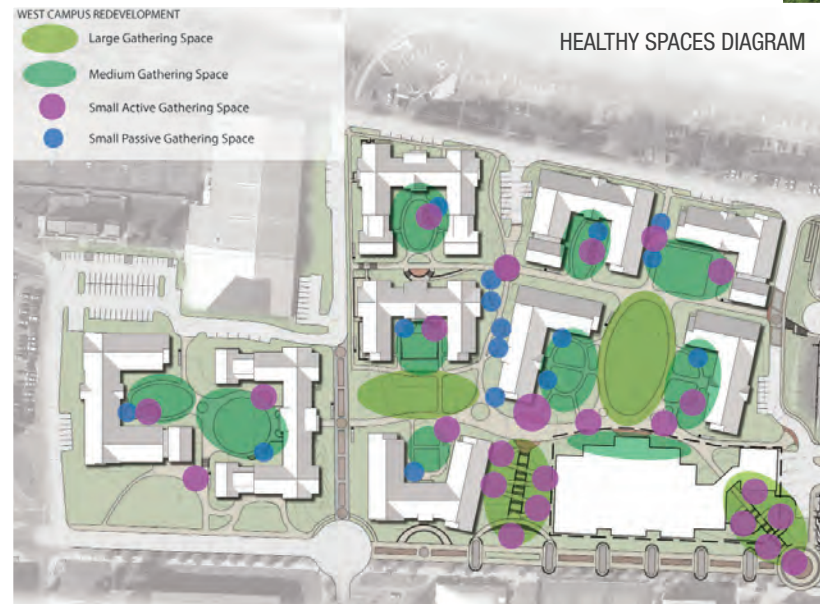 WEST CAMPUS REDEVELOPMENT
Large Gathering Space
Medium Gathering Space
Small Active Gathering Space
Small Passive Gathering Space
HEALTHY SPACES DIAGRAM